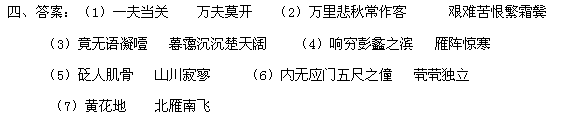 四、答案：（1）一夫当关　万夫莫开　（2）万里悲秋常作客　艰难苦恨繁霜鬓
（3）竟无语凝噎　暮霭沉沉楚天阔　（4）响穷彭蠡之滨　雁阵惊寒
（5）砭人肌骨　山川寂寥　（6）内无应门五尺之僮　茕茕独立
（7）黄花地　北雁南飞